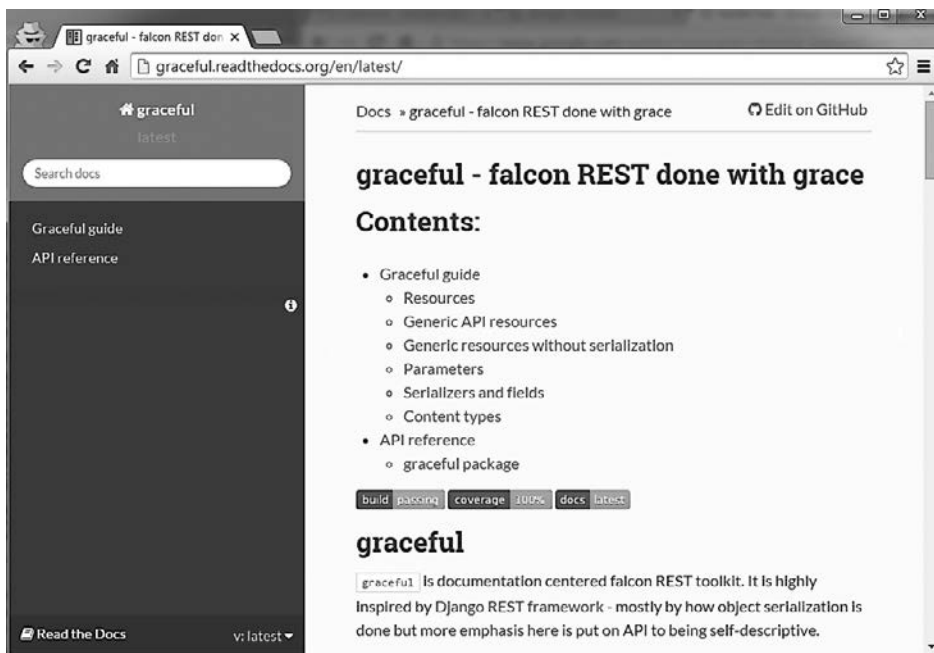 graceful - falcon REST don
graceful.readthedocs.org/en/latest/
graceful
latest
Search docs
Graceful guide
API reference
Read the Docs
v: latest
Docs » graceful - falcon REST done with grace
Edit on GitHub
graceful - falcon REST done with grace
Contents:
• Graceful guide
◦ Resources
◦ Generic API resources
◦ Generic resources without serialization
◦ Parameters
◦ Serializers and fields
◦ Content types
• API reference
◦ graceful package
build passing coverage 100% docs latest
graceful
graceful is documentation centered falcon REST toolkit. It is highly
inspired by Django REST framework - mostly by how object serialization is
done but more emphasis here is put on API to being self-descriptive.